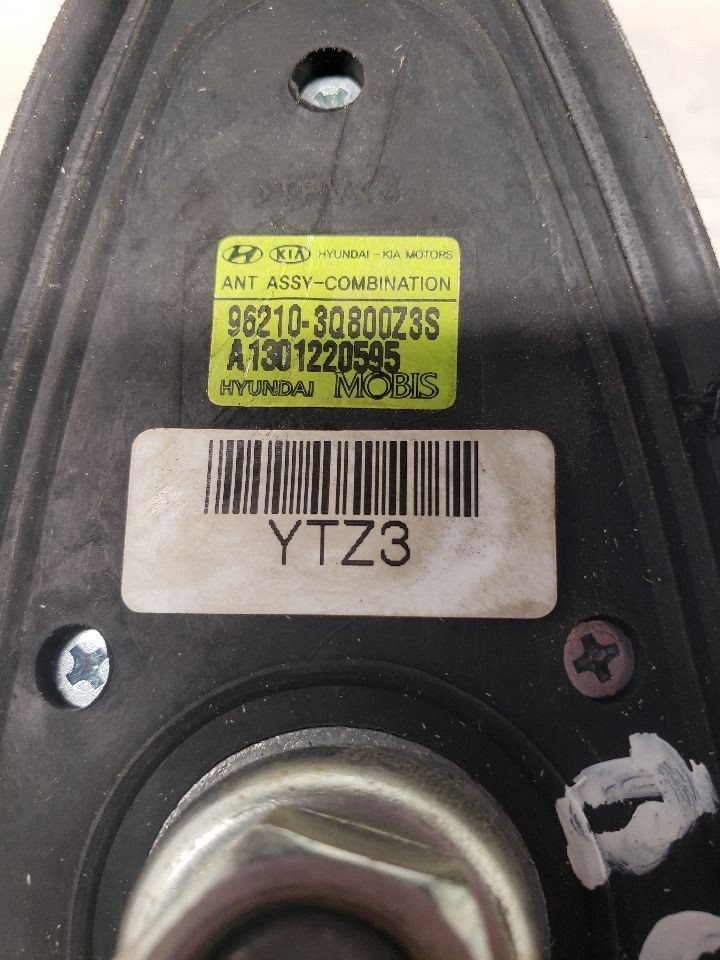 KIA HYUNDAI-KIA MOTORS
ANT ASSY-COMBINATION
96210-3Q800Z3S
A1301220595
HYUNDAI MOBIS
YTZ3